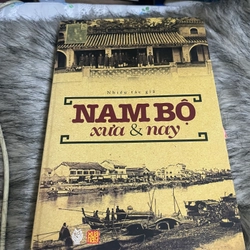 Nhiều tác giả
NAM BỘ
xưa & nay